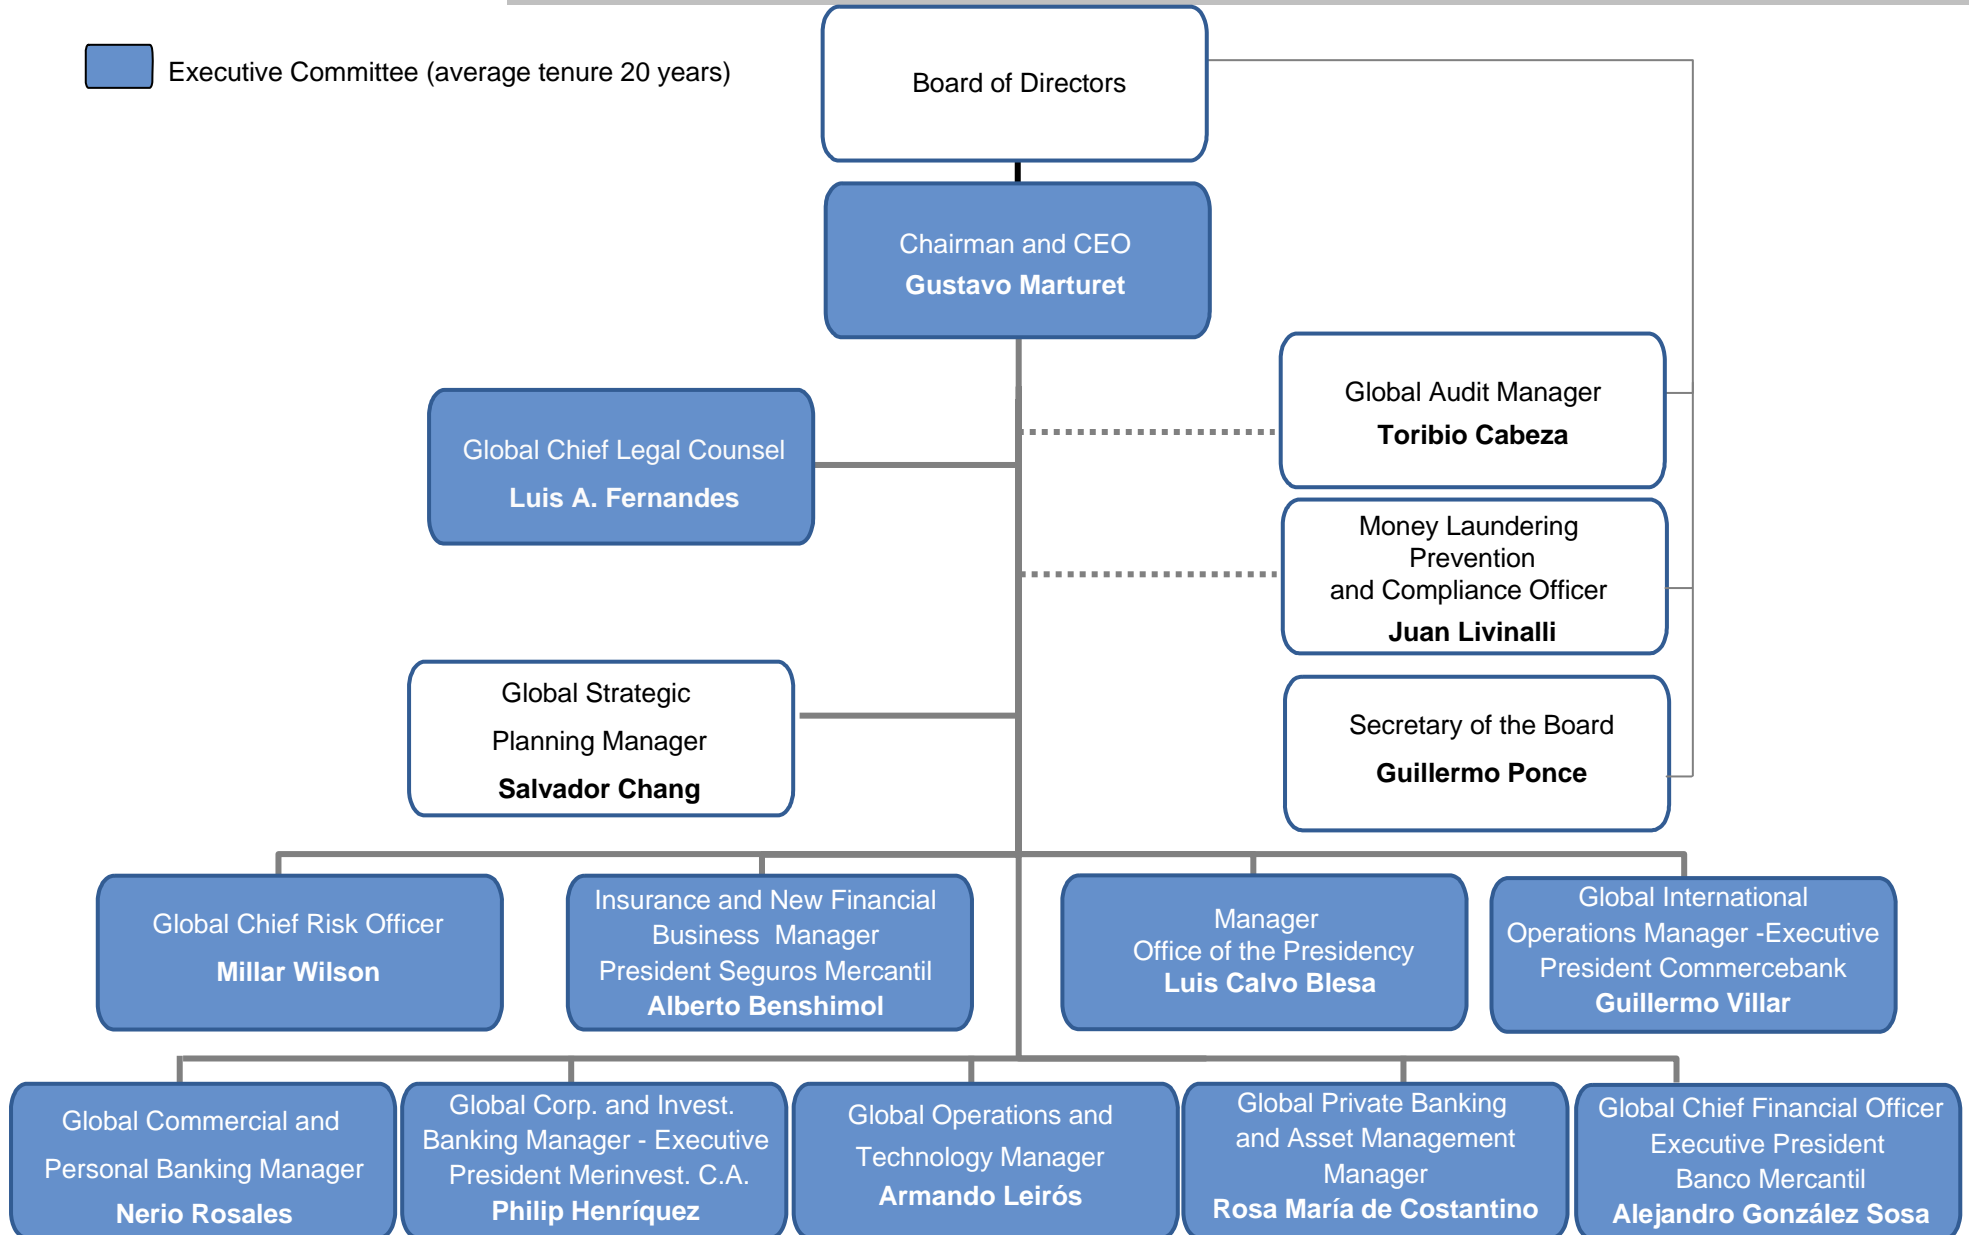 Executive Committee (average tenure 20 years)
Board of Directors
Chairman and CEO
Gustavo Marturet
Global Audit Manager
Toribio Cabeza
Global Chief Legal Counsel
Luis A. Fernandes
Money Laundering
Prevention
and Compliance Officer
Juan Livinalli
Global Strategic
Planning Manager
Salvador Chang
Secretary of the Board
Guillermo Ponce
Global Chief Risk Officer
Millar Wilson
Insurance and New Financial
Business Manager
President Seguros Mercantil
Alberto Benshimol
Manager
Office of the Presidency
Luis Calvo Blesa
Global International
Operations Manager -Executive
President Commercebank
Guillermo Villar
Global Commercial and
Personal Banking Manager
Nerio Rosales
Global Corp. and Invest.
Banking Manager - Executive
President Merinvest. C.A.
Philip Henríquez
Global Operations and
Technology Manager
Armando Leirós
Global Private Banking
and Asset Management
Manager
Rosa María de Costantino
Global Chief Financial Officer
Executive President
Banco Mercantil
Alejandro González Sosa